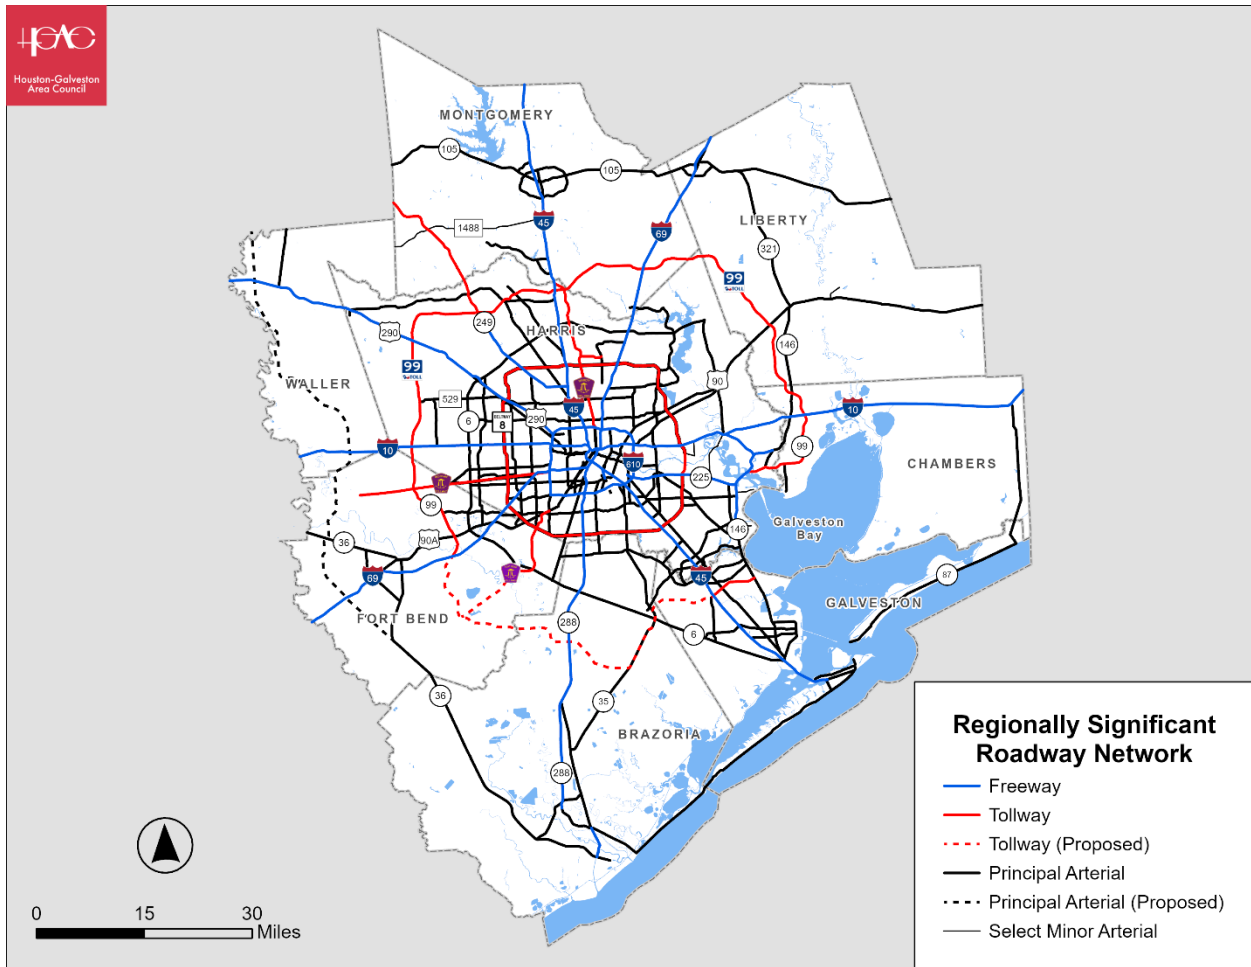 HGAC
Houston-Galveston
Area Council
MONTGOMERY
105
105
45
69
1488
LIBERTY
321
99
290
249
HARRIS
146
99
WALLER
90
529
6
BELTWAY
8
290
45
10
10
99
610
225
CHAMBERS
99
Galveston
Bay
36
90A
146
69
45
87
GALVESTON
FORT BEND
288
6
36
35
BRAZORIA
288
Regionally Significant
Roadway Network
Freeway
Tollway
Tollway (Proposed)
Principal Arterial
Principal Arterial (Proposed)
Select Minor Arterial
0 15 30
Miles